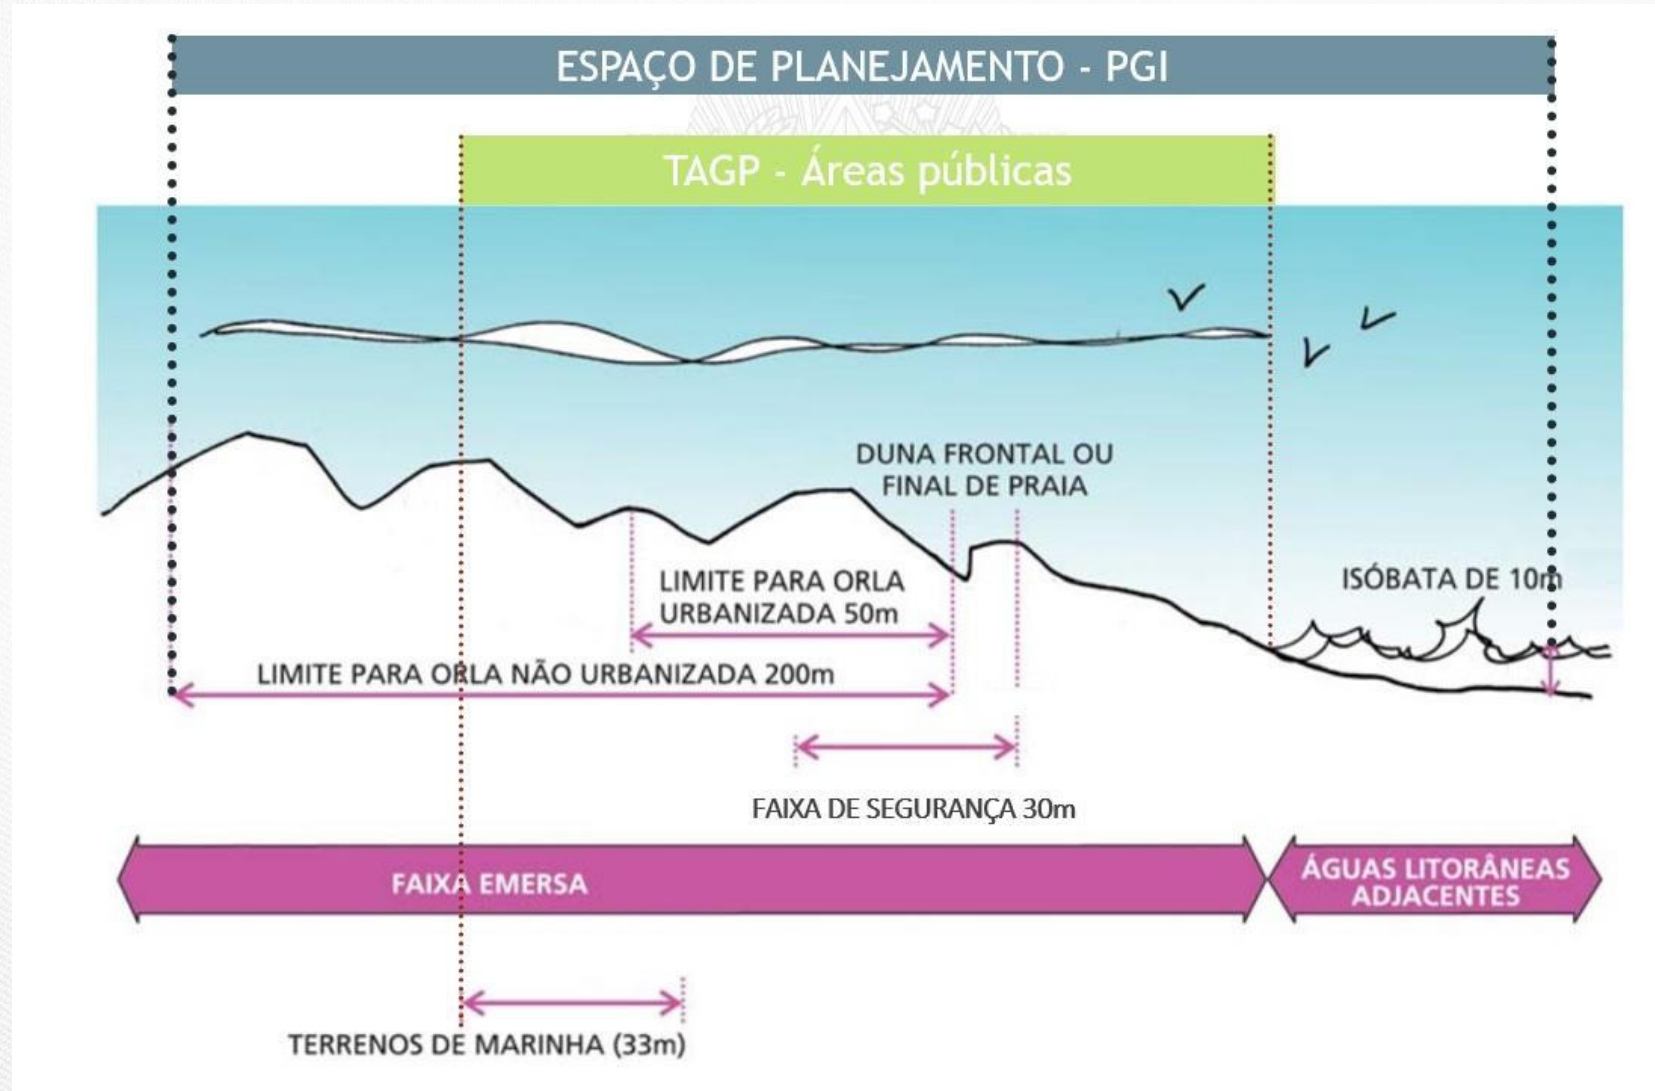 ESPAÇO DE PLANEJAMENTO - PGI
TAGP - Áreas públicas
DUNA FRONTAL OU
FINAL DE PRAIA
LIMITE PARA ORLA
URBANIZADA 50m
ISÓBATA DE 10m
LIMITE PARA ORLA NÃO URBANIZADA 200m
FAIXA DE SEGURANÇA 30m
FAIXA EMERSA
ÁGUAS LITORÂNEAS
ADJACENTES
TERRENOS DE MARINHA (33m)